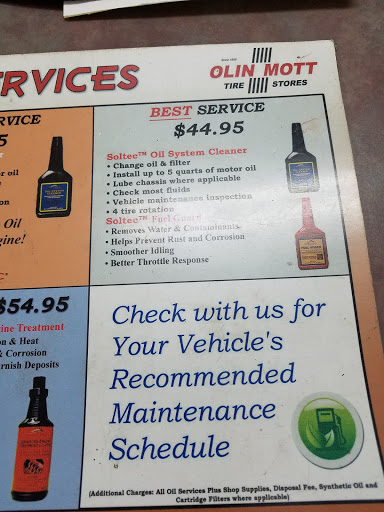 SINCE 1969
OLIN MOTT
TIRE STORES
RVICES
RVICE
5
or oil
e
on
Oil
gine!
BEST SERVICE
$44.95
Soltec™ Oil System Cleaner
• Change oil & filter
• Install up to 5 quarts of motor oil
• Lube chassis where applicable
• Check most fluids
• Vehicle maintenance inspection
• 4 tire rotation
Soltec™ Fuel Guard
• Removes Water & Contaminants
• Helps Prevent Rust and Corrosion
• Smoother Idling
• Better Throttle Response
$54.95
gine Treatment
on & Heat
& Corrosion
rnish Deposits
Check with us for
Your Vehicle's
Recommended
Maintenance
Schedule
(Additional Charges: All Oil Services Plus Shop Supplies, Disposal Fee, Synthetic Oil and
Cartridge Filters where applicable)